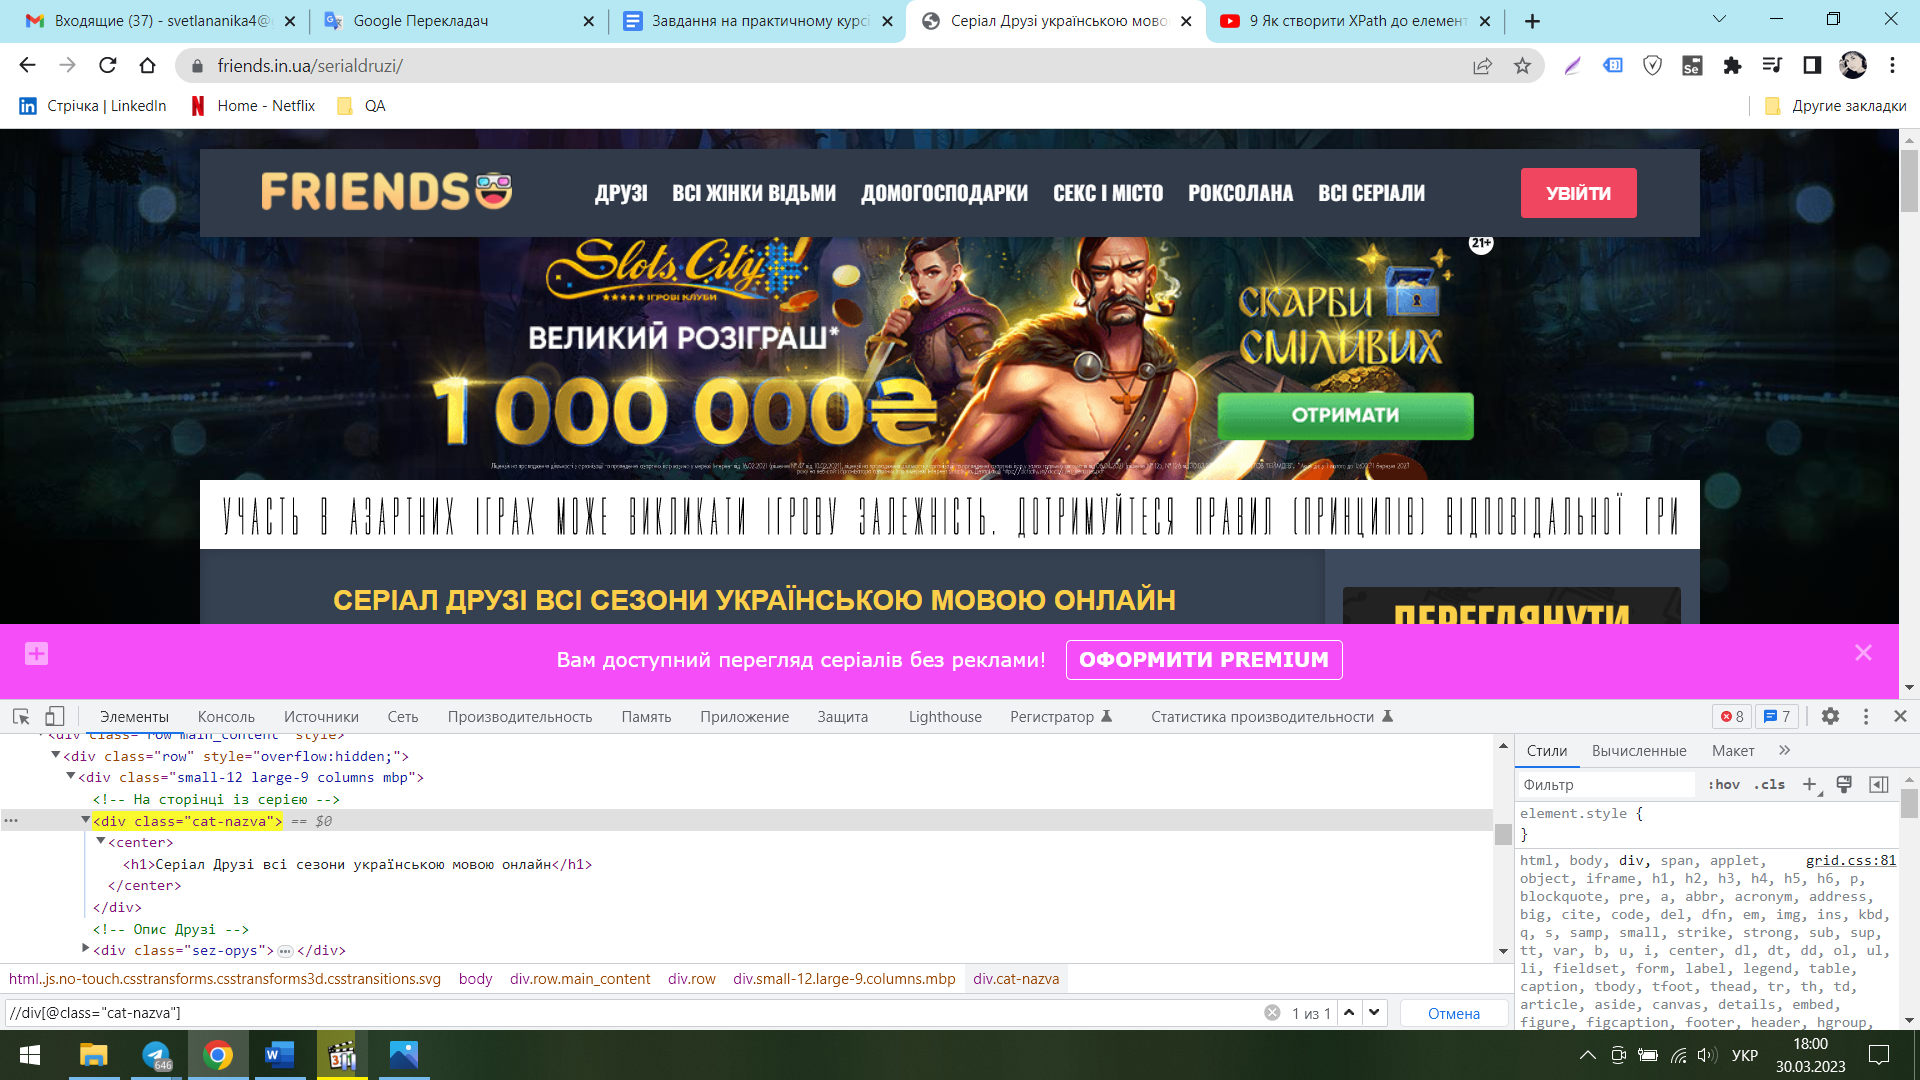 Входящие (37) - svetlananika4@
Google Перекладач
Завдання на практичному курсі
Серіал Друзі українською мово
9 Як створити XPath до елемент
friends.in.ua/serialdruzi/
Стрічка | LinkedIn
Home - Netflix
QA
Другие закладки
FRIENDS
ДРУЗІ
ВСІ ЖІНКИ ВІДЬМИ
ДОМОГОСПОДАРКИ
СЕКС І МІСТО
РОКСОЛАНА
ВСІ СЕРІАЛИ
УВІЙТИ
21+
Slots City
★★★★★ ІГРОВІ КЛУБИ
ВЕЛИКИЙ РОЗІГРАШ*
1 000 000₴
СКАРБИ
СМІЛИВИХ
ОТРИМАТИ
УЧАСТЬ В АЗАРТНИХ ІГРАХ МОЖЕ ВИКЛИКАТИ ІГРОВУ ЗАЛЕЖНІСТЬ. ДОТРИМУЙТЕСЯ ПРАВИЛ (ПРИНЦИПІВ) ВІДПОВІДАЛЬНОЇ ГРИ
СЕРІАЛ ДРУЗІ ВСІ СЕЗОНИ УКРАЇНСЬКОЮ МОВОЮ ОНЛАЙН
ПЕРЕГЛЯНУТИ
Вам доступний перегляд серіалів без реклами!
ОФОРМИТИ PREMIUM
Элементы
Консоль
Источники
Сеть
Производительность
Память
Приложение
Защита
Lighthouse
Регистратор
Статистика производительности
8
7
<div class="row main_content" style>
<div class="row" style="overflow:hidden;">
<div class="small-12 large-9 columns mbp">
<!-- На сторінці із серією -->
<div class="cat-nazva"> == $0
<center>
<h1>Серіал Друзі всі сезони українською мовою онлайн</h1>
</center>
</div>
<!-- Опис Друзі -->
<div class="sez-opys">…</div>
html..js.no-touch.csstransforms.csstransforms3d.csstransitions.svg
body
div.row.main_content
div.row
div.small-12.large-9.columns.mbp
div.cat-nazva
//div[@class="cat-nazva"]
1 из 1
Отмена
Стили
Вычисленные
Макет
»
Фильтр
:hov
.cls
element.style {
}
html, body, div, span, applet, grid.css:81
object, iframe, h1, h2, h3, h4, h5, h6, p,
blockquote, pre, a, abbr, acronym, address,
big, cite, code, del, dfn, em, img, ins, kbd,
q, s, samp, small, strike, strong, sub, sup,
tt, var, b, u, i, center, dl, dt, dd, ol, ul,
li, fieldset, form, label, legend, table,
caption, tbody, tfoot, thead, tr, th, td,
article, aside, canvas, details, embed,
figure, figcaption, footer, header, hgroup,
Se
646
31
УКР
18:00
30.03.2023